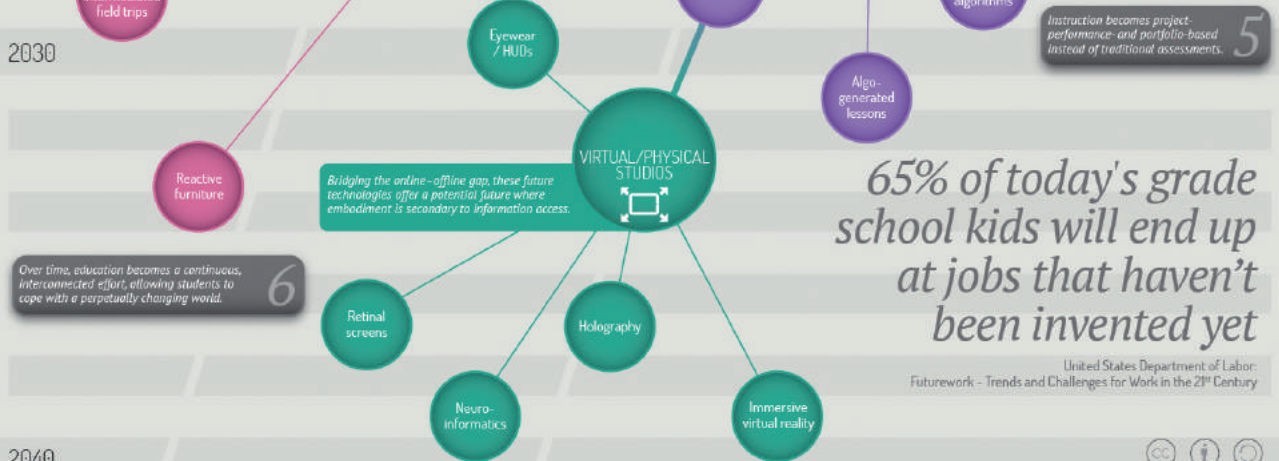 field trips
algorithms
Instruction becomes project-
performance- and portfolio-based
instead of traditional assessments.
5
2030
Eyewear
/ HUDs
Algo-
generated
lessons
VIRTUAL/PHYSICAL
STUDIOS
Reactive
furniture
Bridging the online-offline gap, these future
technologies offer a potential future where
embodiment is secondary to information access.
65% of today's grade
school kids will end up
at jobs that haven't
been invented yet
United States Department of Labor:
Futurework - Trends and Challenges for Work in the 21st Century
Over time, education becomes a continuous,
interconnected effort, allowing students to
cope with a perpetually changing world.
6
Retinal
screens
Holography
Neuro-
informatics
Immersive
virtual reality
2040
cc